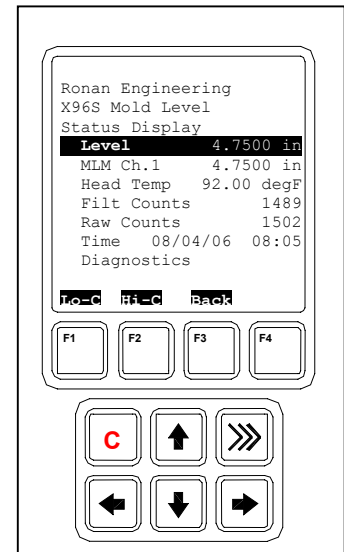 Ronan Engineering
X96S Mold Level
Status Display
Level 4.7500 in
MLM Ch.1 4.7500 in
Head Temp 92.00 degF
Filt Counts 1489
Raw Counts 1502
Time 08/04/06 08:05
Diagnostics
Lo-C Hi-C Back
F1 F2 F3 F4
C